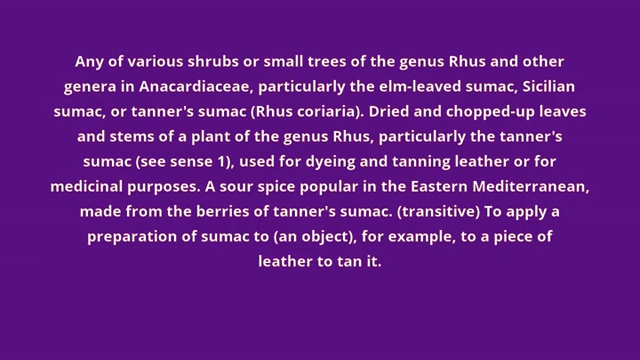 Any of various shrubs or small trees of the genus Rhus and other
genera in Anacardiaceae, particularly the elm-leaved sumac, Sicilian
sumac, or tanner's sumac (Rhus coriaria). Dried and chopped-up leaves
and stems of a plant of the genus Rhus, particularly the tanner's
sumac (see sense 1), used for dyeing and tanning leather or for
medicinal purposes. A sour spice popular in the Eastern Mediterranean,
made from the berries of tanner's sumac. (transitive) To apply a
preparation of sumac to (an object), for example, to a piece of
leather to tan it.